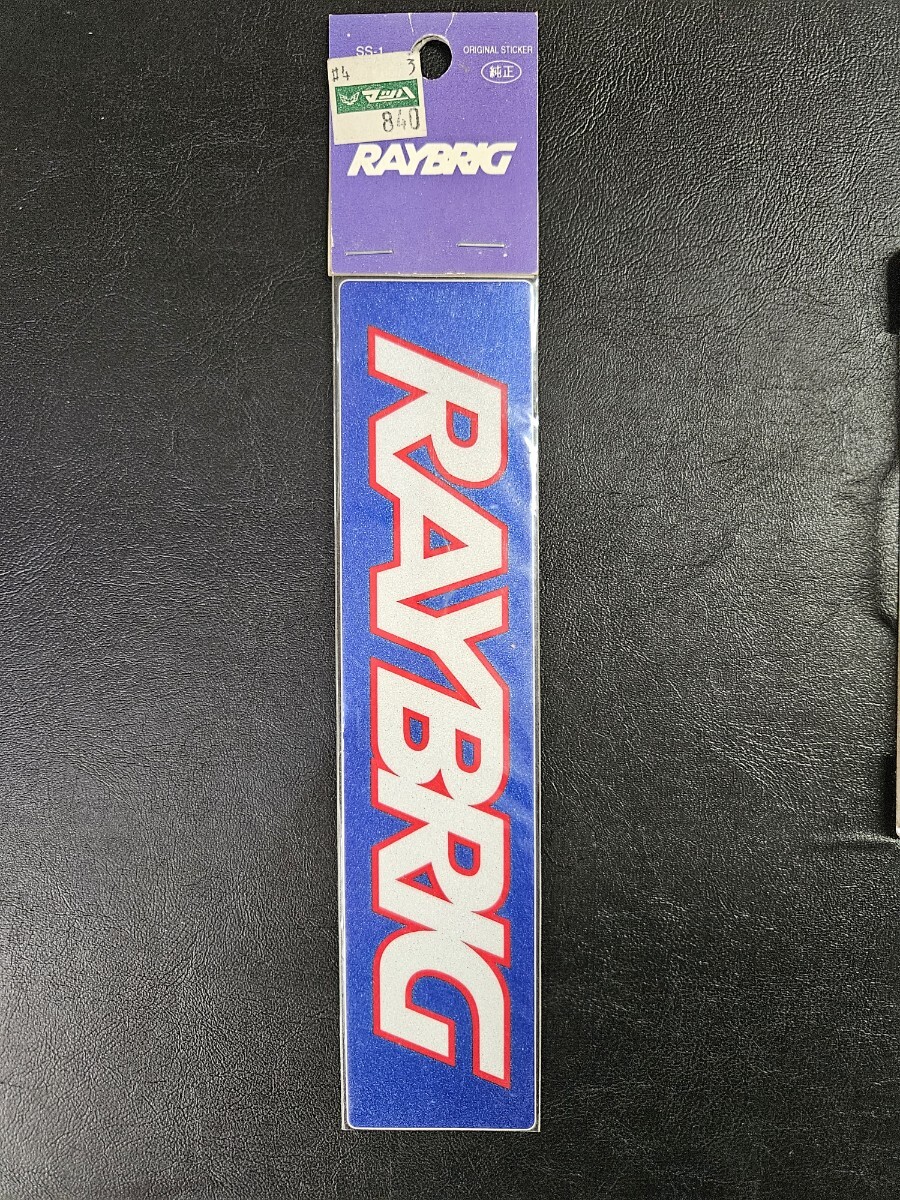 SS-1
ORIGINAL STICKER
純正
#4 3
マッハ
840
RAYBRIG
RAYBRIG